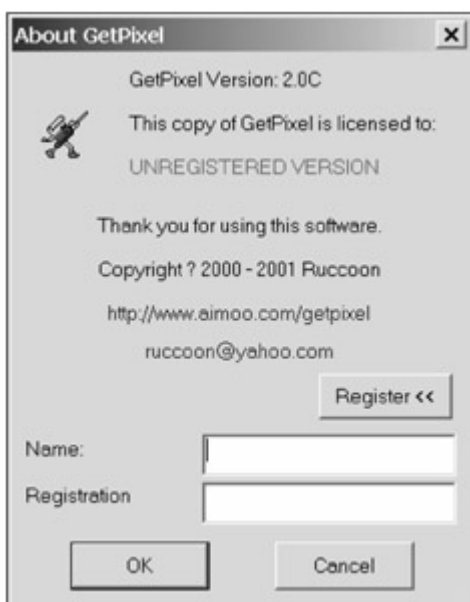 About GetPixel
GetPixel Version: 2.0C
This copy of GetPixel is licensed to:
UNREGISTERED VERSION
Thank you for using this software.
Copyright ? 2000 - 2001 Ruccoon
http://www.aimoo.com/getpixel
ruccoon@yahoo.com
Register <<
Name:
Registration
OK Cancel